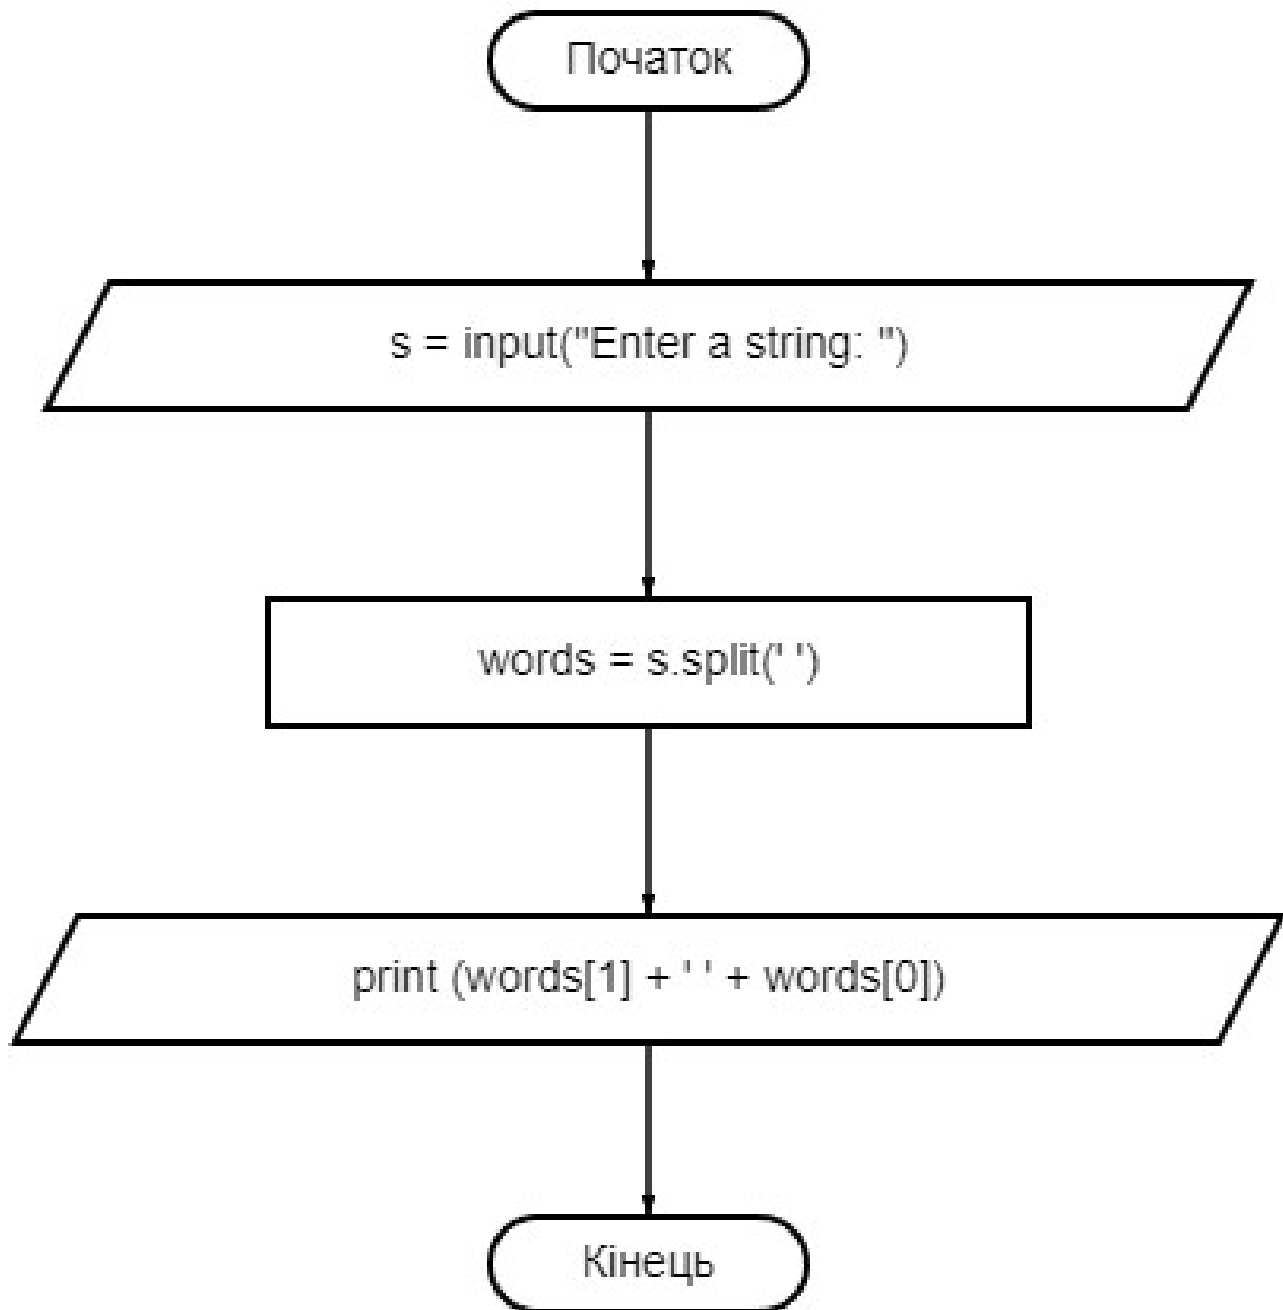 Початок
s = input("Enter a string: ")
words = s.split(' ')
print (words[1] + ' ' + words[0])
Кінець